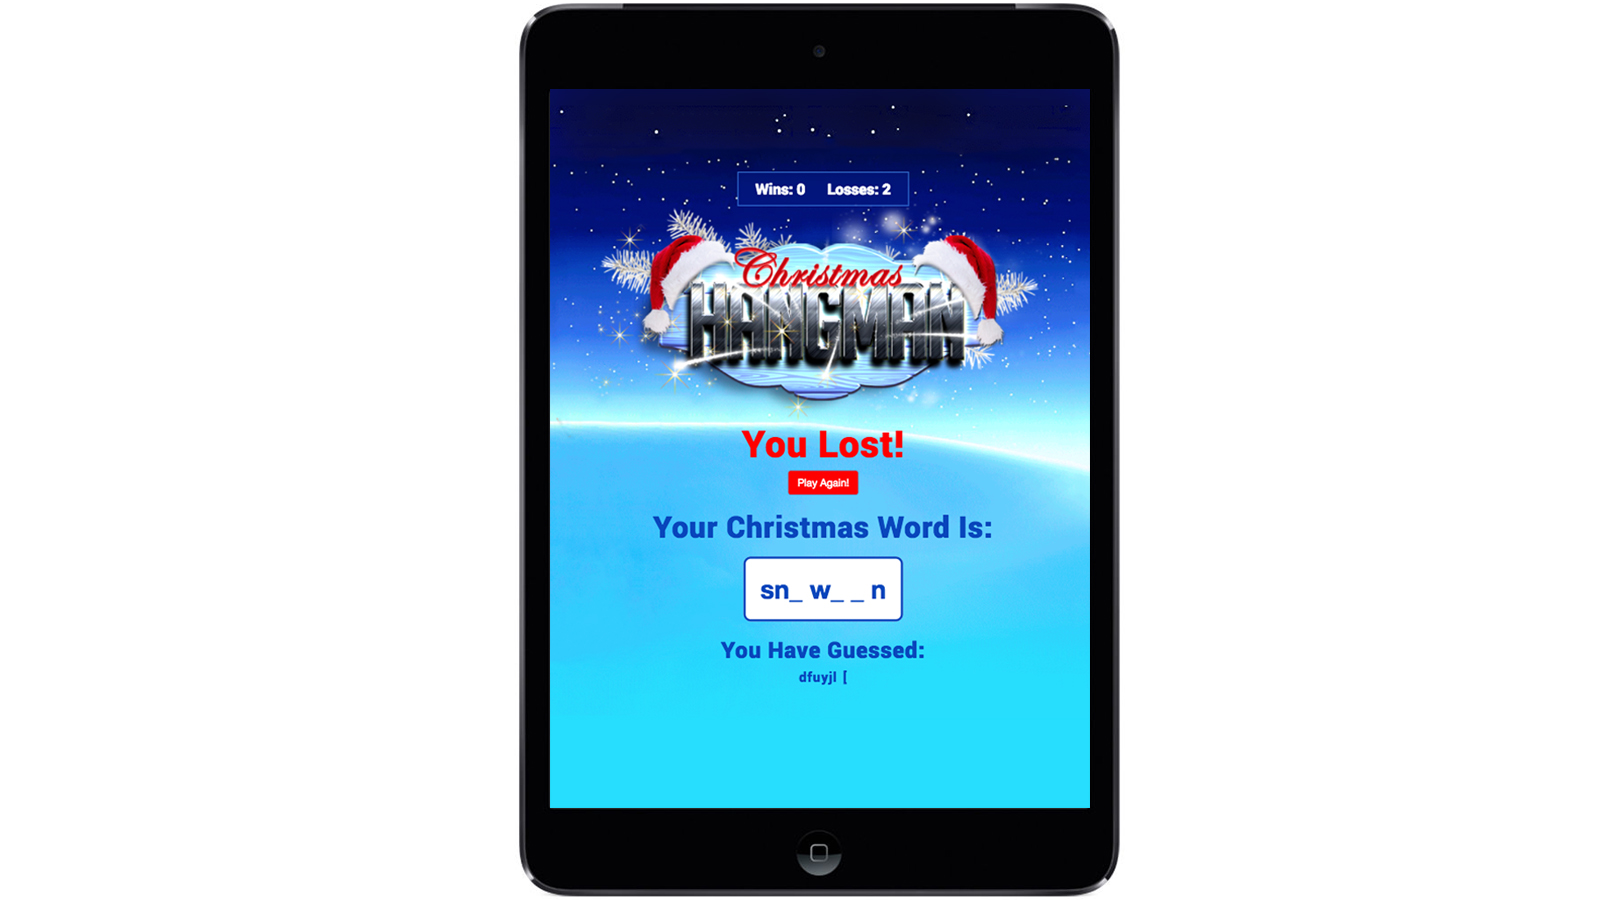 Wins: 0 Losses: 2
Christmas
HANGMAN
You Lost!
Play Again!
Your Christmas Word Is:
sn_ w_ _ n
You Have Guessed:
dfuyjl [